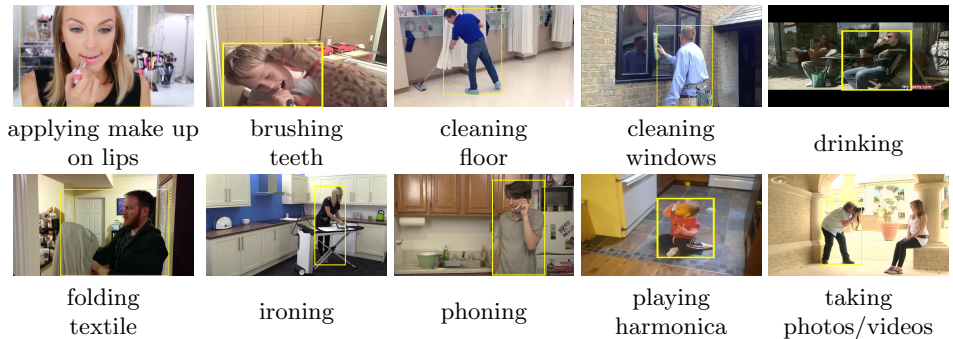 applying make up
on lips
brushing
teeth
cleaning
floor
cleaning
windows
drinking
folding
textile
ironing
phoning
playing
harmonica
taking
photos/videos